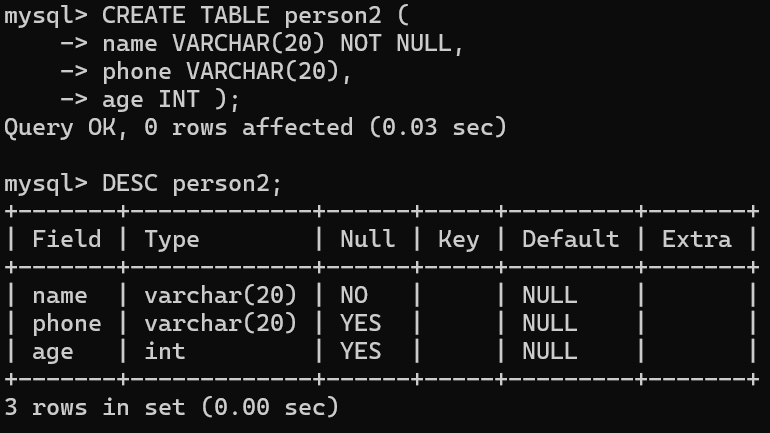 mysql> CREATE TABLE person2 (
    -> name VARCHAR(20) NOT NULL,
    -> phone VARCHAR(20),
    -> age INT );
Query OK, 0 rows affected (0.03 sec)

mysql> DESC person2;
+-------+-------------+------+-----+---------+-------+
| Field | Type        | Null | Key | Default | Extra |
+-------+-------------+------+-----+---------+-------+
| name  | varchar(20) | NO   |     | NULL    |       |
| phone | varchar(20) | YES  |     | NULL    |       |
| age   | int         | YES  |     | NULL    |       |
+-------+-------------+------+-----+---------+-------+
3 rows in set (0.00 sec)